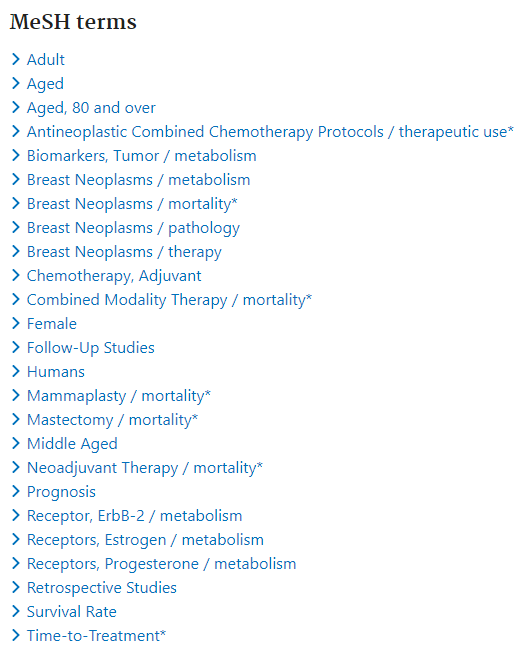 MeSH terms
Adult
Aged
Aged, 80 and over
Antineoplastic Combined Chemotherapy Protocols / therapeutic use*
Biomarkers, Tumor / metabolism
Breast Neoplasms / metabolism
Breast Neoplasms / mortality*
Breast Neoplasms / pathology
Breast Neoplasms / therapy
Chemotherapy, Adjuvant
Combined Modality Therapy / mortality*
Female
Follow-Up Studies
Humans
Mammaplasty / mortality*
Mastectomy / mortality*
Middle Aged
Neoadjuvant Therapy / mortality*
Prognosis
Receptor, ErbB-2 / metabolism
Receptors, Estrogen / metabolism
Receptors, Progesterone / metabolism
Retrospective Studies
Survival Rate
Time-to-Treatment*